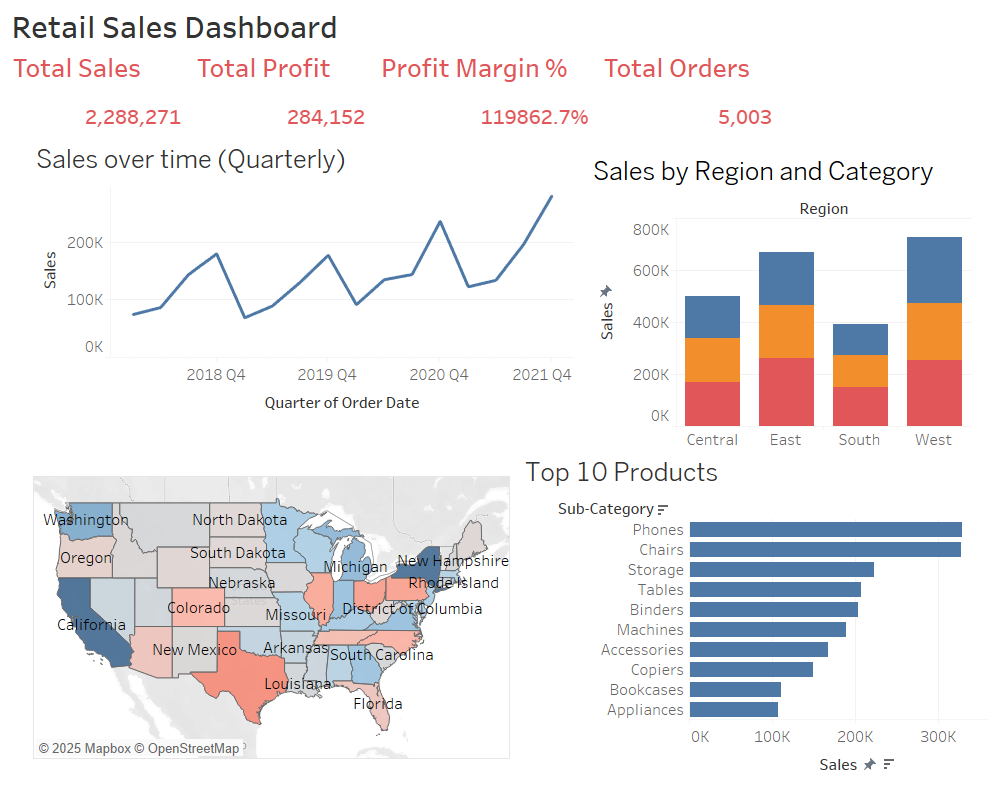 Retail Sales Dashboard
Total Sales Total Profit Profit Margin % Total Orders
2,288,271 284,152 119862.7% 5,003
Sales over time (Quarterly)
Sales
200K
100K
0K
2018 Q4 2019 Q4 2020 Q4 2021 Q4
Quarter of Order Date
Sales by Region and Category
Region
Sales
800K
600K
400K
200K
0K
Central East South West
Washington
North Dakota
Oregon
South Dakota
Michigan
New Hampshire
Nebraska
Rhode Island
Colorado
Missouri
District of Columbia
California
New Mexico
Arkansas
South Carolina
Louisiana
Florida
© 2025 Mapbox © OpenStreetMap
Top 10 Products
Sub-Category
Phones
Chairs
Storage
Tables
Binders
Machines
Accessories
Copiers
Bookcases
Appliances
0K 100K 200K 300K
Sales